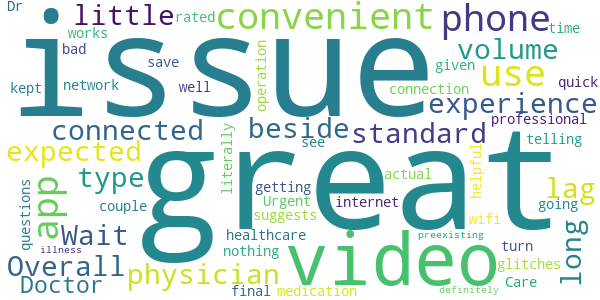 Dr
little
rated
convenient
phone
time
works
bad
issue
volume
save
well
operation
given
use
quick
kept
network
connection
experience
professional
connected
beside
standard
telling
see
expected
literally
actual
helpful
great
type
getting
lag
app
couple
Urgent
internet
going
questions
suggests
wifi
long
Wait
healthcare
preexisting
turn
illness
nothing
video
Overall
physician
glitches
Doctor
final
medication
definitely
Care